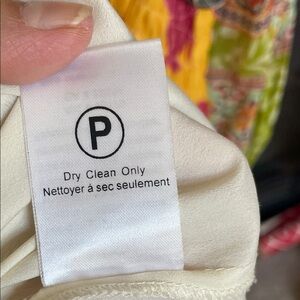 P
Dry Clean Only
Nettoyer à sec seulement